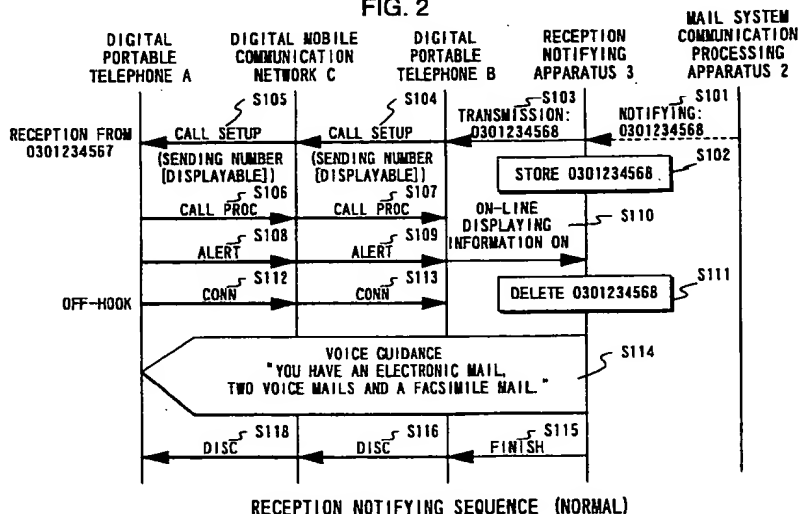 FIG. 2
DIGITAL PORTABLE TELEPHONE A
DIGITAL MOBILE COMMUNICATION NETWORK C
DIGITAL PORTABLE TELEPHONE B
RECEPTION NOTIFYING APPARATUS 3
MAIL SYSTEM COMMUNICATION PROCESSING APPARATUS 2
S105
S104
S103
S101
RECEPTION FROM 0301234567
CALL SETUP
CALL SETUP
TRANSMISSION: 0301234568
NOTIFYING: 0301234568
(SENDING NUMBER [DISPLAYABLE])
(SENDING NUMBER [DISPLAYABLE])
STORE 0301234568
S102
S106
S107
CALL PROC
CALL PROC
ON-LINE DISPLAYING INFORMATION ON
S110
S108
S109
ALERT
ALERT
S112
S113
OFF-HOOK
CONN
CONN
DELETE 0301234568
S111
VOICE GUIDANCE
"YOU HAVE AN ELECTRONIC MAIL,
TWO VOICE MAILS AND A FACSIMILE MAIL."
S114
S118
S116
S115
DISC
DISC
FINISH
RECEPTION NOTIFYING SEQUENCE (NORMAL)